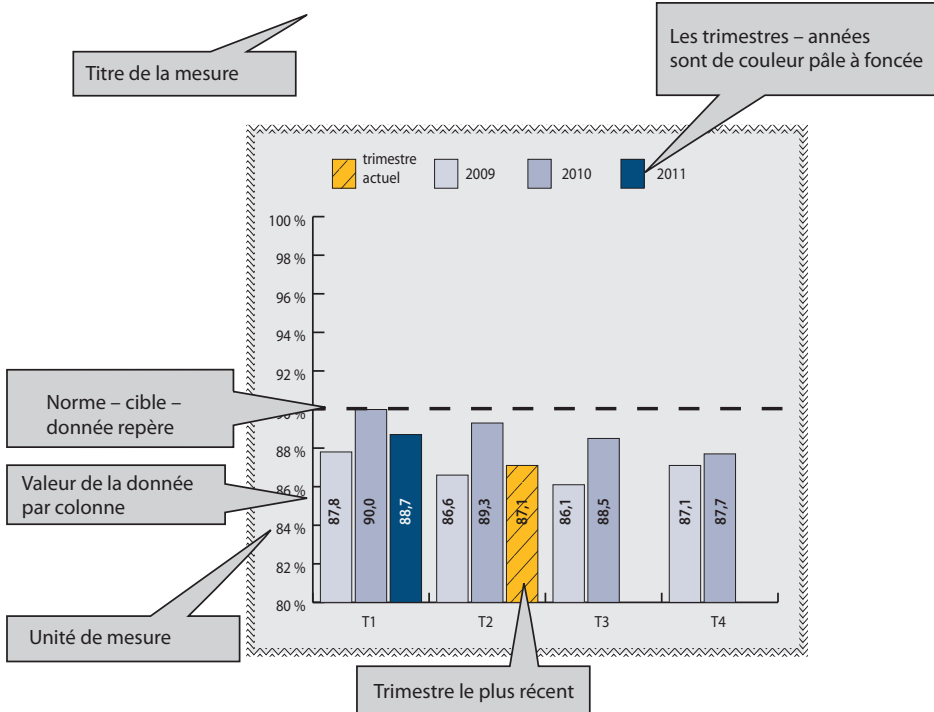 Les trimestres – années
sont de couleur pâle à foncée
Titre de la mesure
trimestre
actuel
2009
2010
2011
100 %
98 %
96 %
94 %
92 %
Norme – cible –
donnée repère
88 %
Valeur de la donnée
par colonne
86 %
84 %
82 %
80 %
87,8
90,0
88,7
86,6
89,3
87,1
86,1
88,5
87,1
87,7
T1
T2
T3
T4
Unité de mesure
Trimestre le plus récent